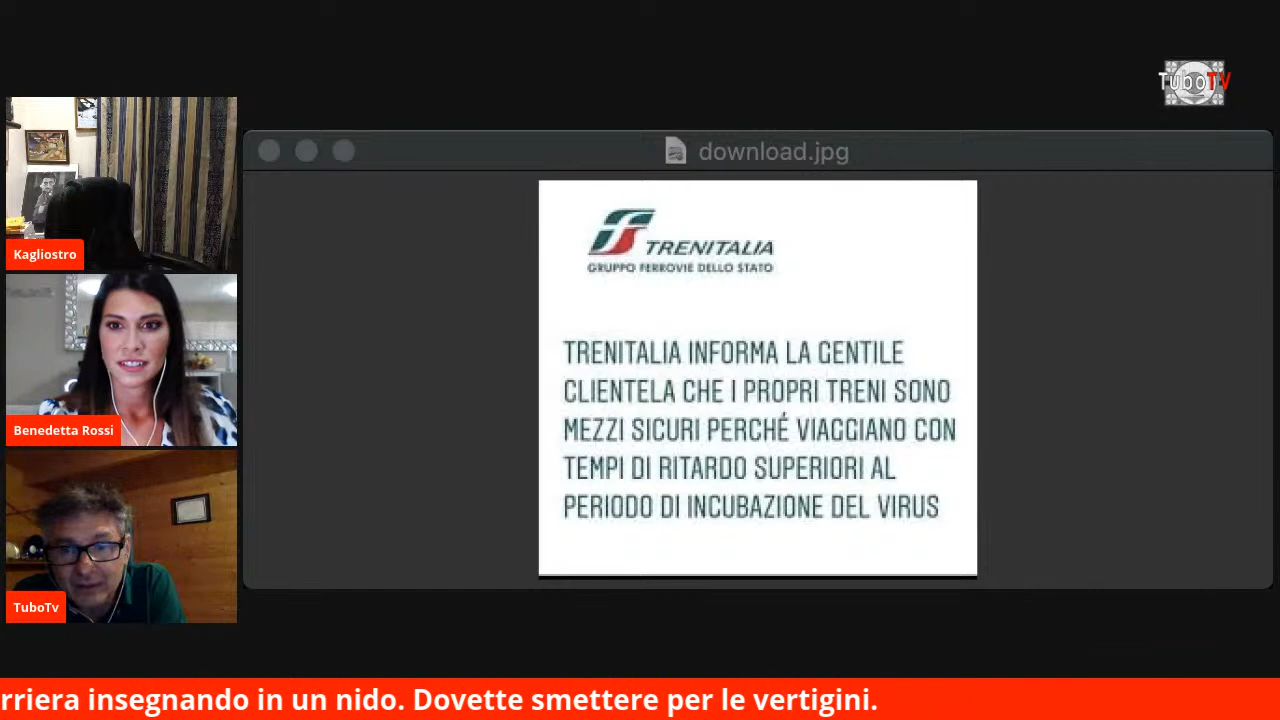 TuboTV
download.jpg
Kagliostro
Benedetta Rossi
TuboTv
TRENITALIA
GRUPPO FERROVIE DELLO STATO
TRENITALIA INFORMA LA GENTILE
CLIENTELA CHE I PROPRI TRENI SONO
MEZZI SICURI PERCHÉ VIAGGIANO CON
TEMPI DI RITARDO SUPERIORI AL
PERIODO DI INCUBAZIONE DEL VIRUS
rriera insegnando in un nido. Dovette smettere per le vertigini.